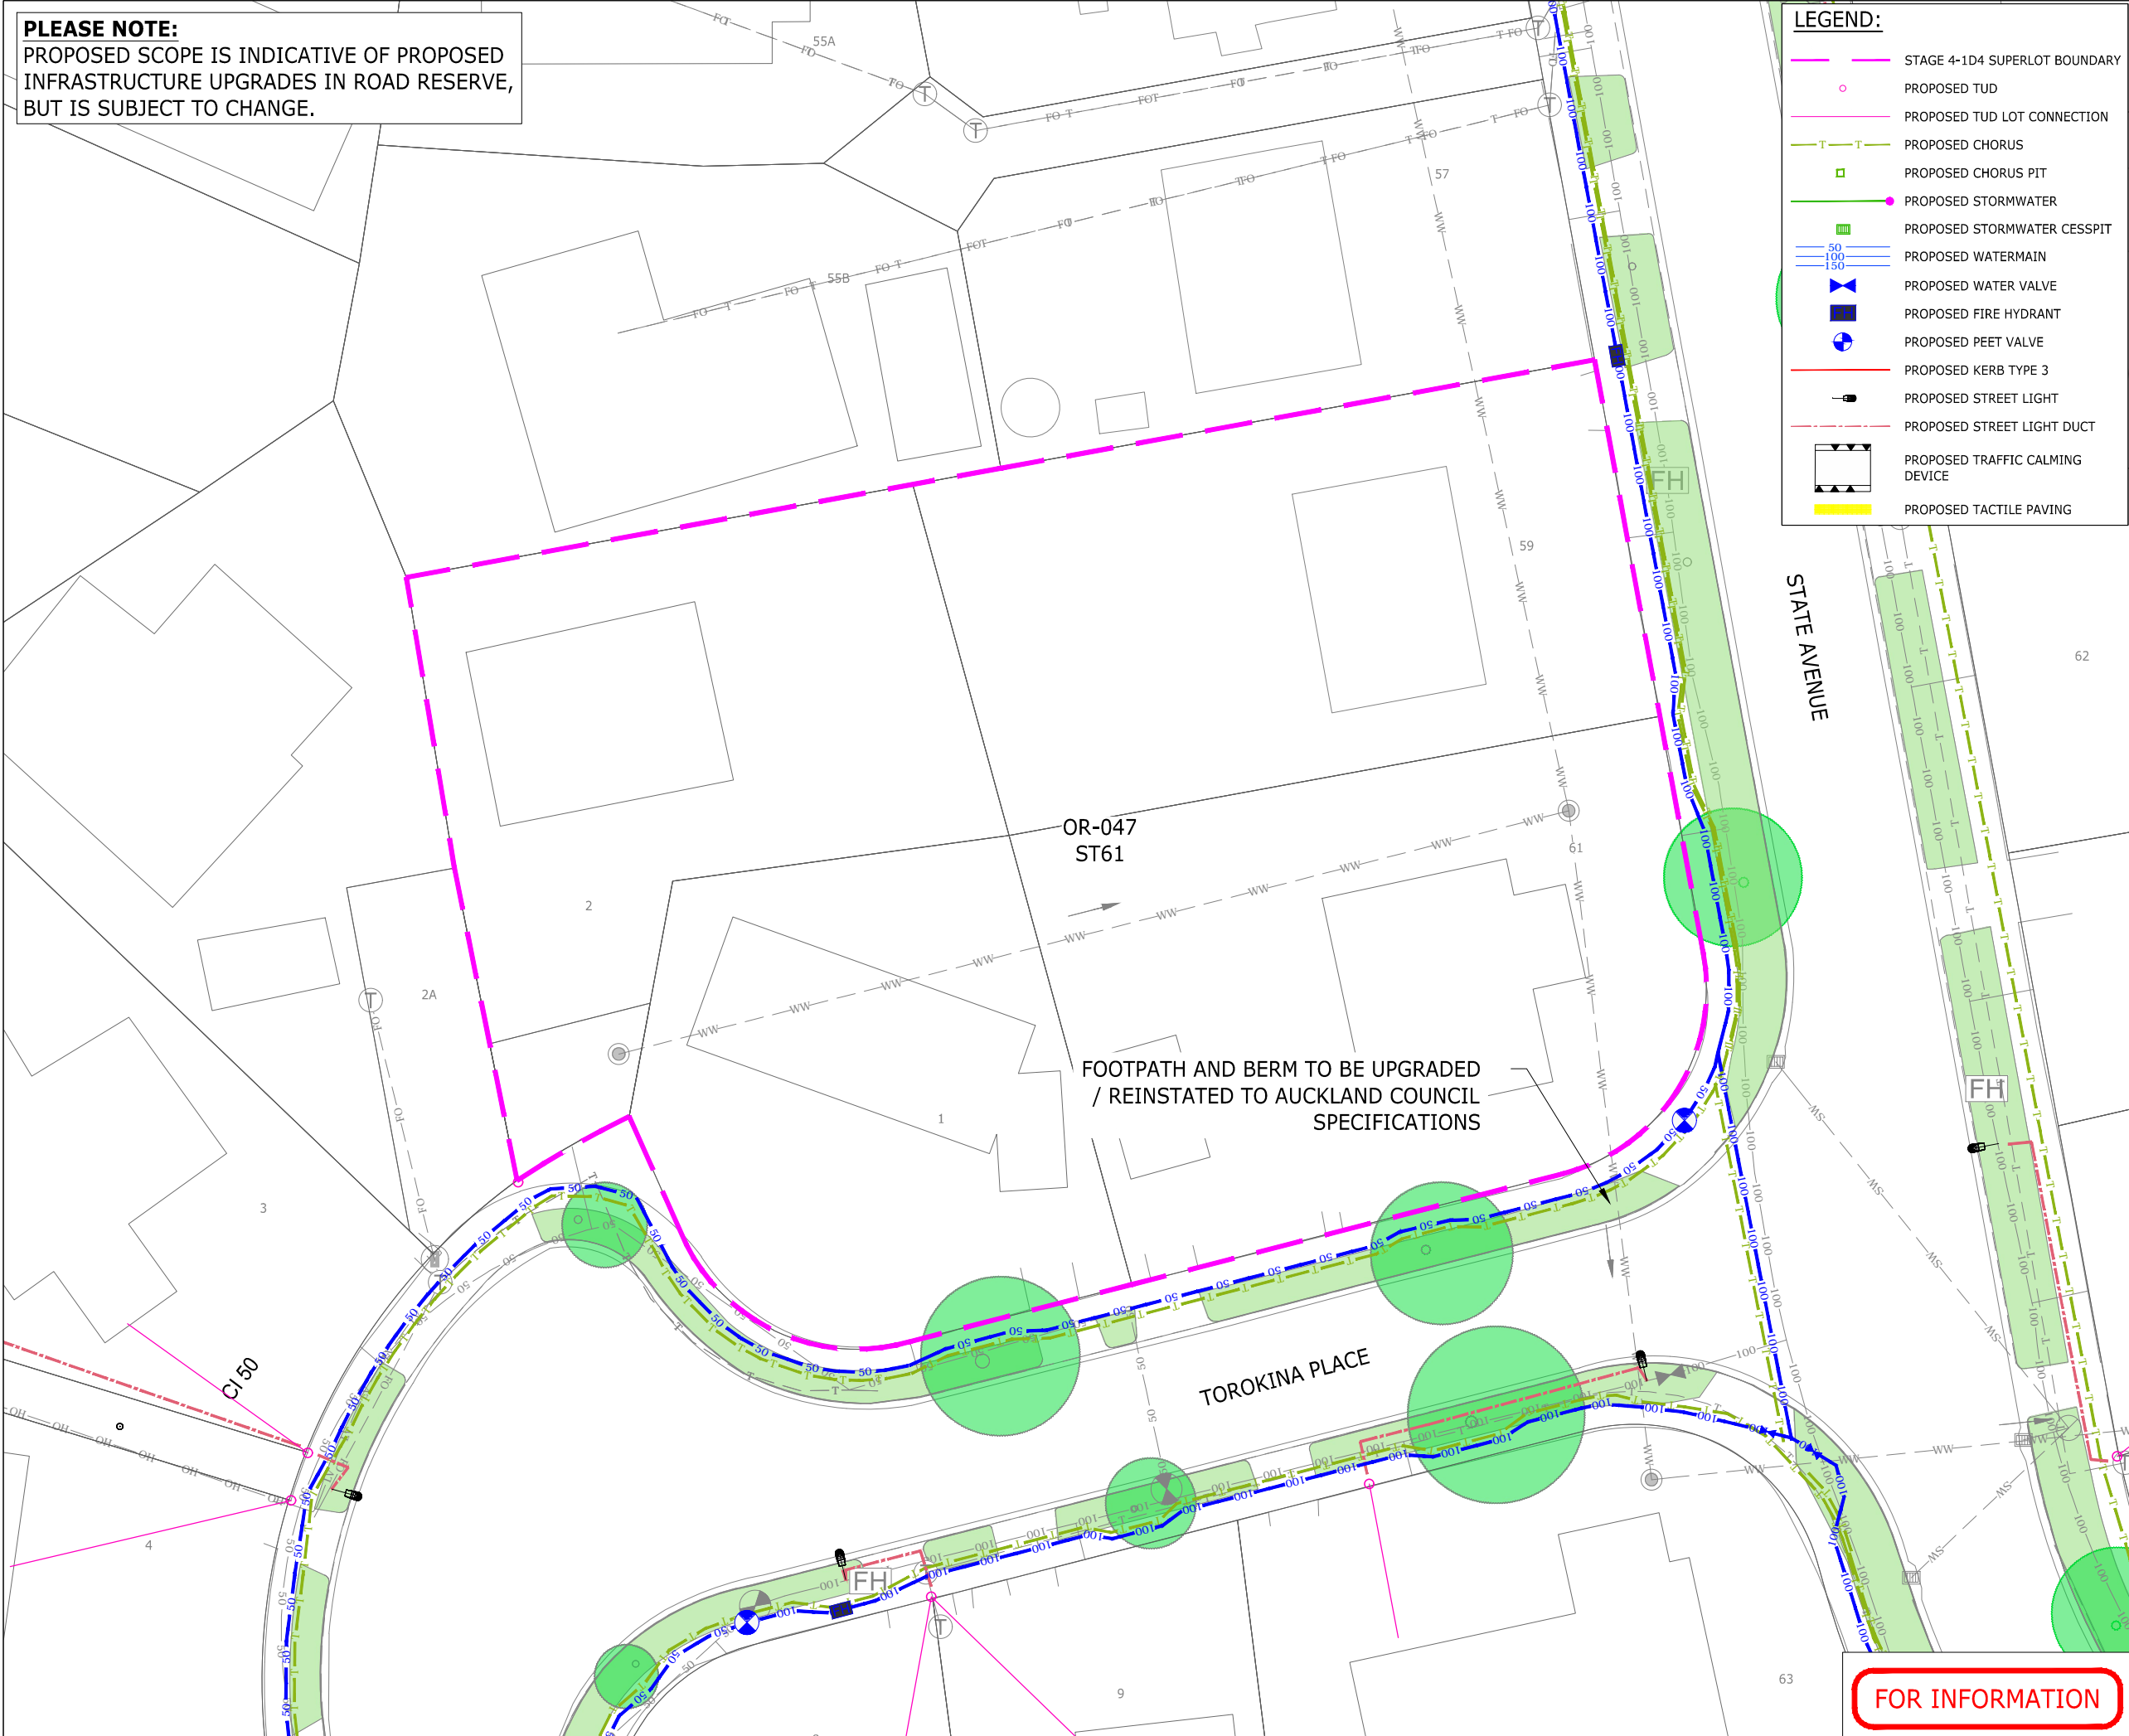 PLEASE NOTE:
PROPOSED SCOPE IS INDICATIVE OF PROPOSED
INFRASTRUCTURE UPGRADES IN ROAD RESERVE,
BUT IS SUBJECT TO CHANGE.
LEGEND:
STAGE 4-1D4 SUPERLOT BOUNDARY
PROPOSED TUD
PROPOSED TUD LOT CONNECTION
PROPOSED CHORUS
PROPOSED CHORUS PIT
PROPOSED STORMWATER
PROPOSED STORMWATER CESSPIT
50
100
150
PROPOSED WATERMAIN
PROPOSED WATER VALVE
FH
PROPOSED FIRE HYDRANT
PROPOSED PEET VALVE
PROPOSED KERB TYPE 3
PROPOSED STREET LIGHT
PROPOSED STREET LIGHT DUCT
PROPOSED TRAFFIC CALMING
DEVICE
PROPOSED TACTILE PAVING
55A
57
55B
FH
59
STATE AVENUE
62
OR-047
ST61
61
2
2A
FOOTPATH AND BERM TO BE UPGRADED
/ REINSTATED TO AUCKLAND COUNCIL
SPECIFICATIONS
FH
1
3
CI 50
TOROKINA PLACE
4
FH
9
63
FOR INFORMATION